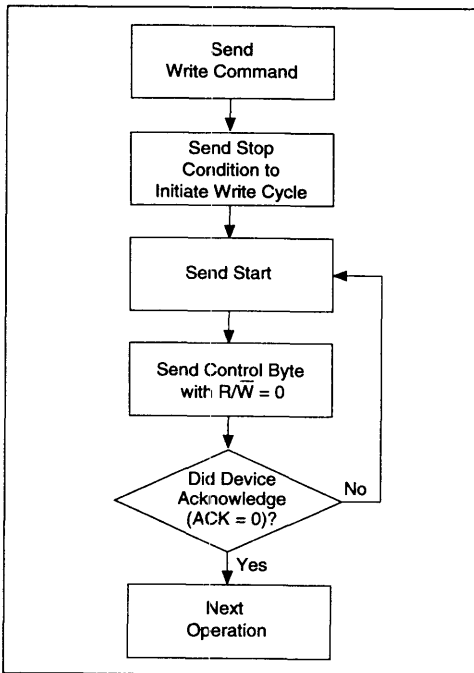 Send
Write Command
Send Stop
Condition to
Initiate Write Cycle
Send Start
Send Control Byte
with R/W̅ = 0
Did Device
Acknowledge
(ACK = 0)?
No
Yes
Next
Operation